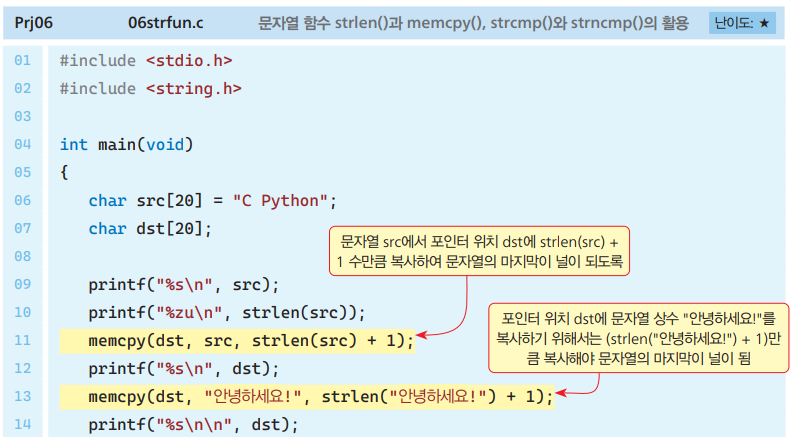 Prj06 06strfun.c 문자열 함수 strlen()과 memcpy(), strcmp()와 strncmp()의 활용 난이도: ★
01 #include <stdio.h>
02 #include <string.h>
03
04 int main(void)
05 {
06 char src[20] = "C Python";
07 char dst[20];
문자열 src에서 포인터 위치 dst에 strlen(src) +
1 수만큼 복사하여 문자열의 마지막이 널이 되도록
08
09 printf("%s\n", src);
10 printf("%zu\n", strlen(src));
포인터 위치 dst에 문자열 상수 "안녕하세요!"를
복사하기 위해서는 (strlen("안녕하세요!") + 1)만
큼 복사해야 문자열의 마지막이 널이 됨
11 memcpy(dst, src, strlen(src) + 1);
12 printf("%s\n", dst);
13 memcpy(dst, "안녕하세요!", strlen("안녕하세요!") + 1);
14 printf("%s\n\n", dst);